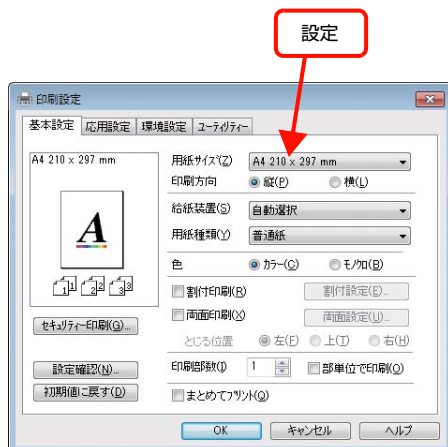 設定
印刷設定
基本設定 応用設定 環境設定 ユーティリティー
A4 210 x 297 mm
用紙サイズ(Z) A4 210 x 297 mm
印刷方向 縦(P) 横(L)
給紙装置(S) 自動選択
用紙種類(Y) 普通紙
A
色 カラー(C) モノクロ(B)
1 1 2 2 3 3
割付印刷(R) 割付設定(E)...
両面印刷(X) 両面設定(U)...
セキュリティー印刷(G)...
とじる位置 左(F) 上(T) 右(H)
設定確認(N)...
印刷部数(I) 1 部単位で印刷(O)
初期値に戻す(D)
まとめてプリント(Q)
OK キャンセル ヘルプ